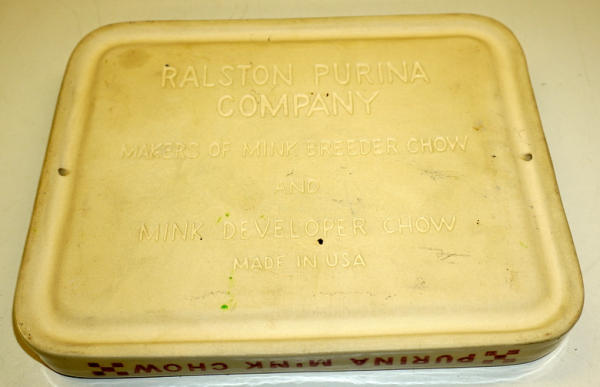 RALSTON PURINA
COMPANY
MAKERS OF MINK BREEDER CHOW
AND
MINK DEVELOPER CHOW
MADE IN USA
PURINA MINK CHOW